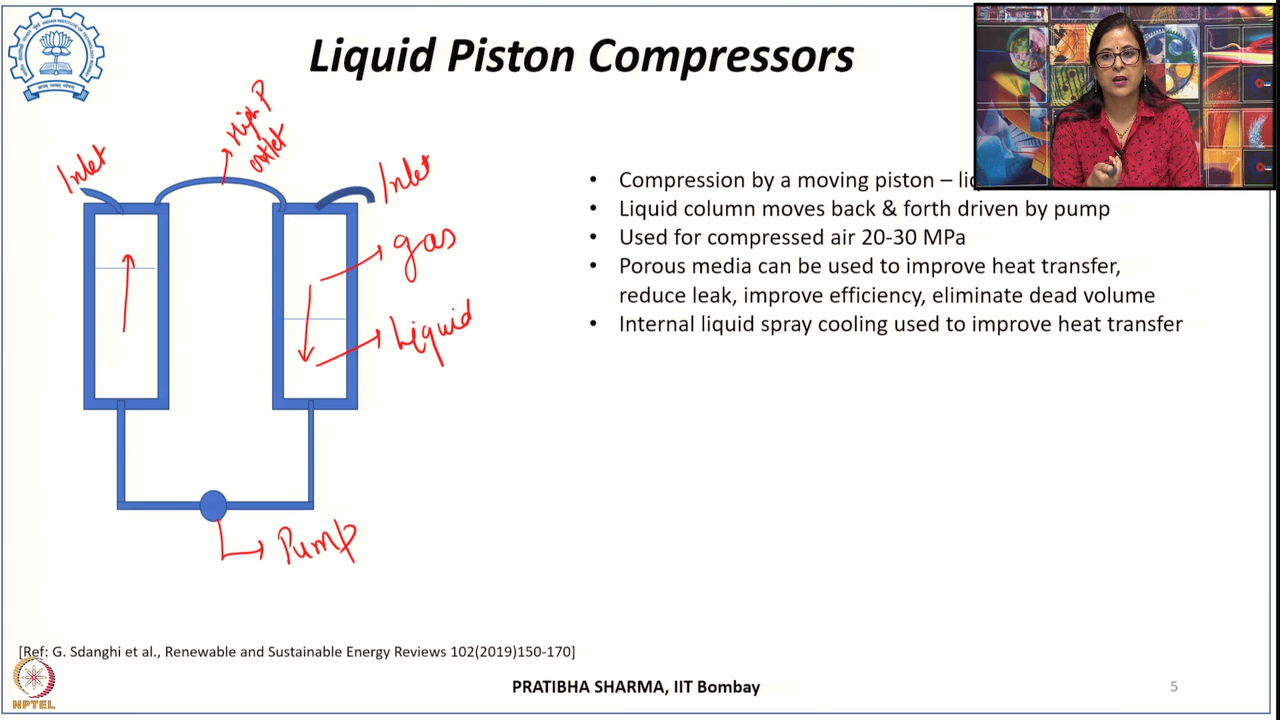 Liquid Piston Compressors
High P
outlet
Inlet
Inlet
gas
Liquid
Pump
• Compression by a moving piston –
• Liquid column moves back & forth driven by pump
• Used for compressed air 20-30 MPa
• Porous media can be used to improve heat transfer,
reduce leak, improve efficiency, eliminate dead volume
• Internal liquid spray cooling used to improve heat transfer
[Ref: G. Sdanghi et al., Renewable and Sustainable Energy Reviews 102(2019)150-170]
PRATIBHA SHARMA, IIT Bombay
5
NPTEL